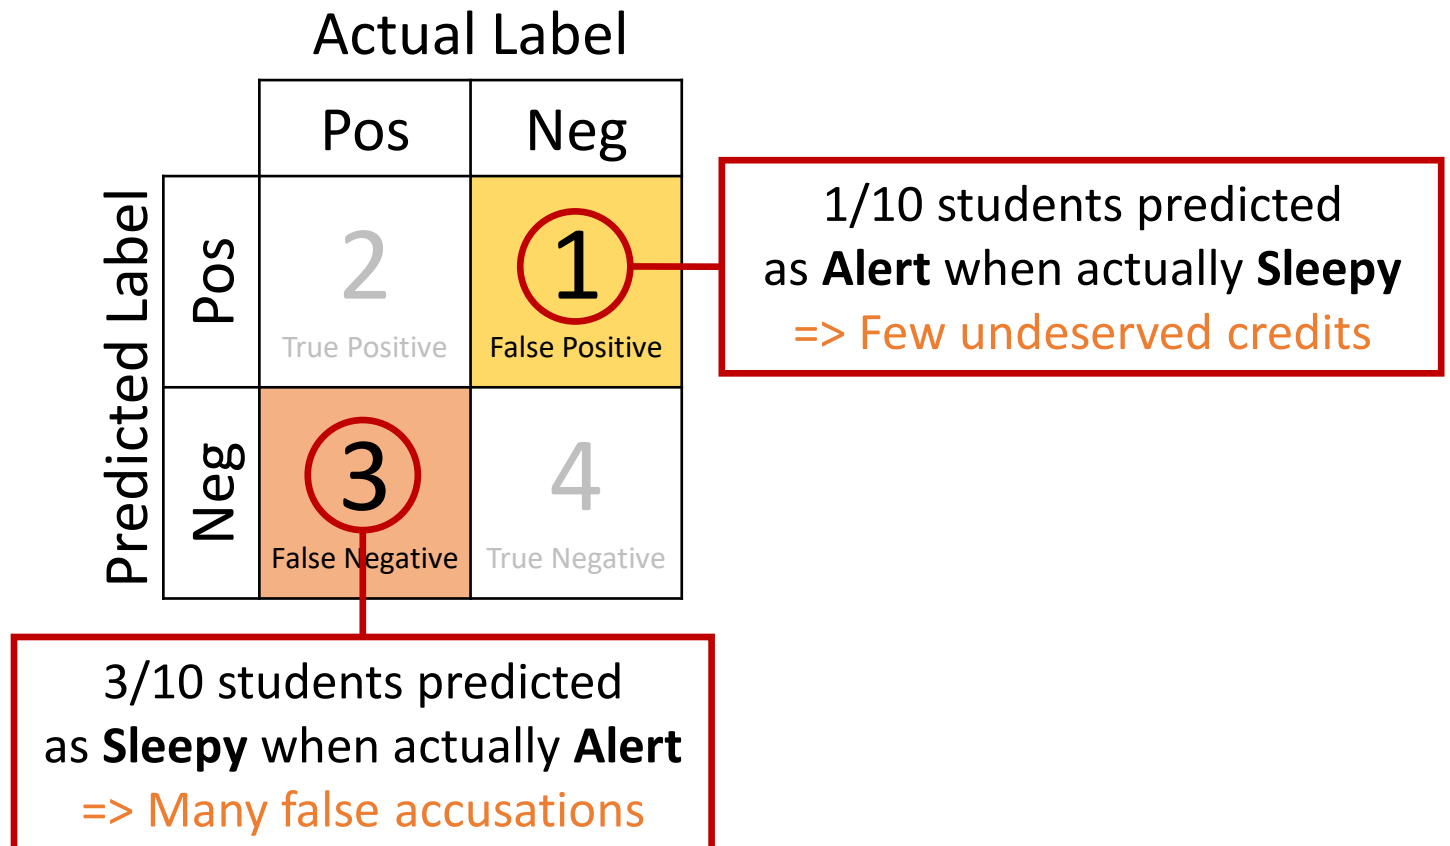 Actual Label
Pos Neg
Predicted Label
Pos
2
True Positive
1
False Positive
1/10 students predicted
as Alert when actually Sleepy
=> Few undeserved credits
Neg
3
False Negative
4
True Negative
3/10 students predicted
as Sleepy when actually Alert
=> Many false accusations